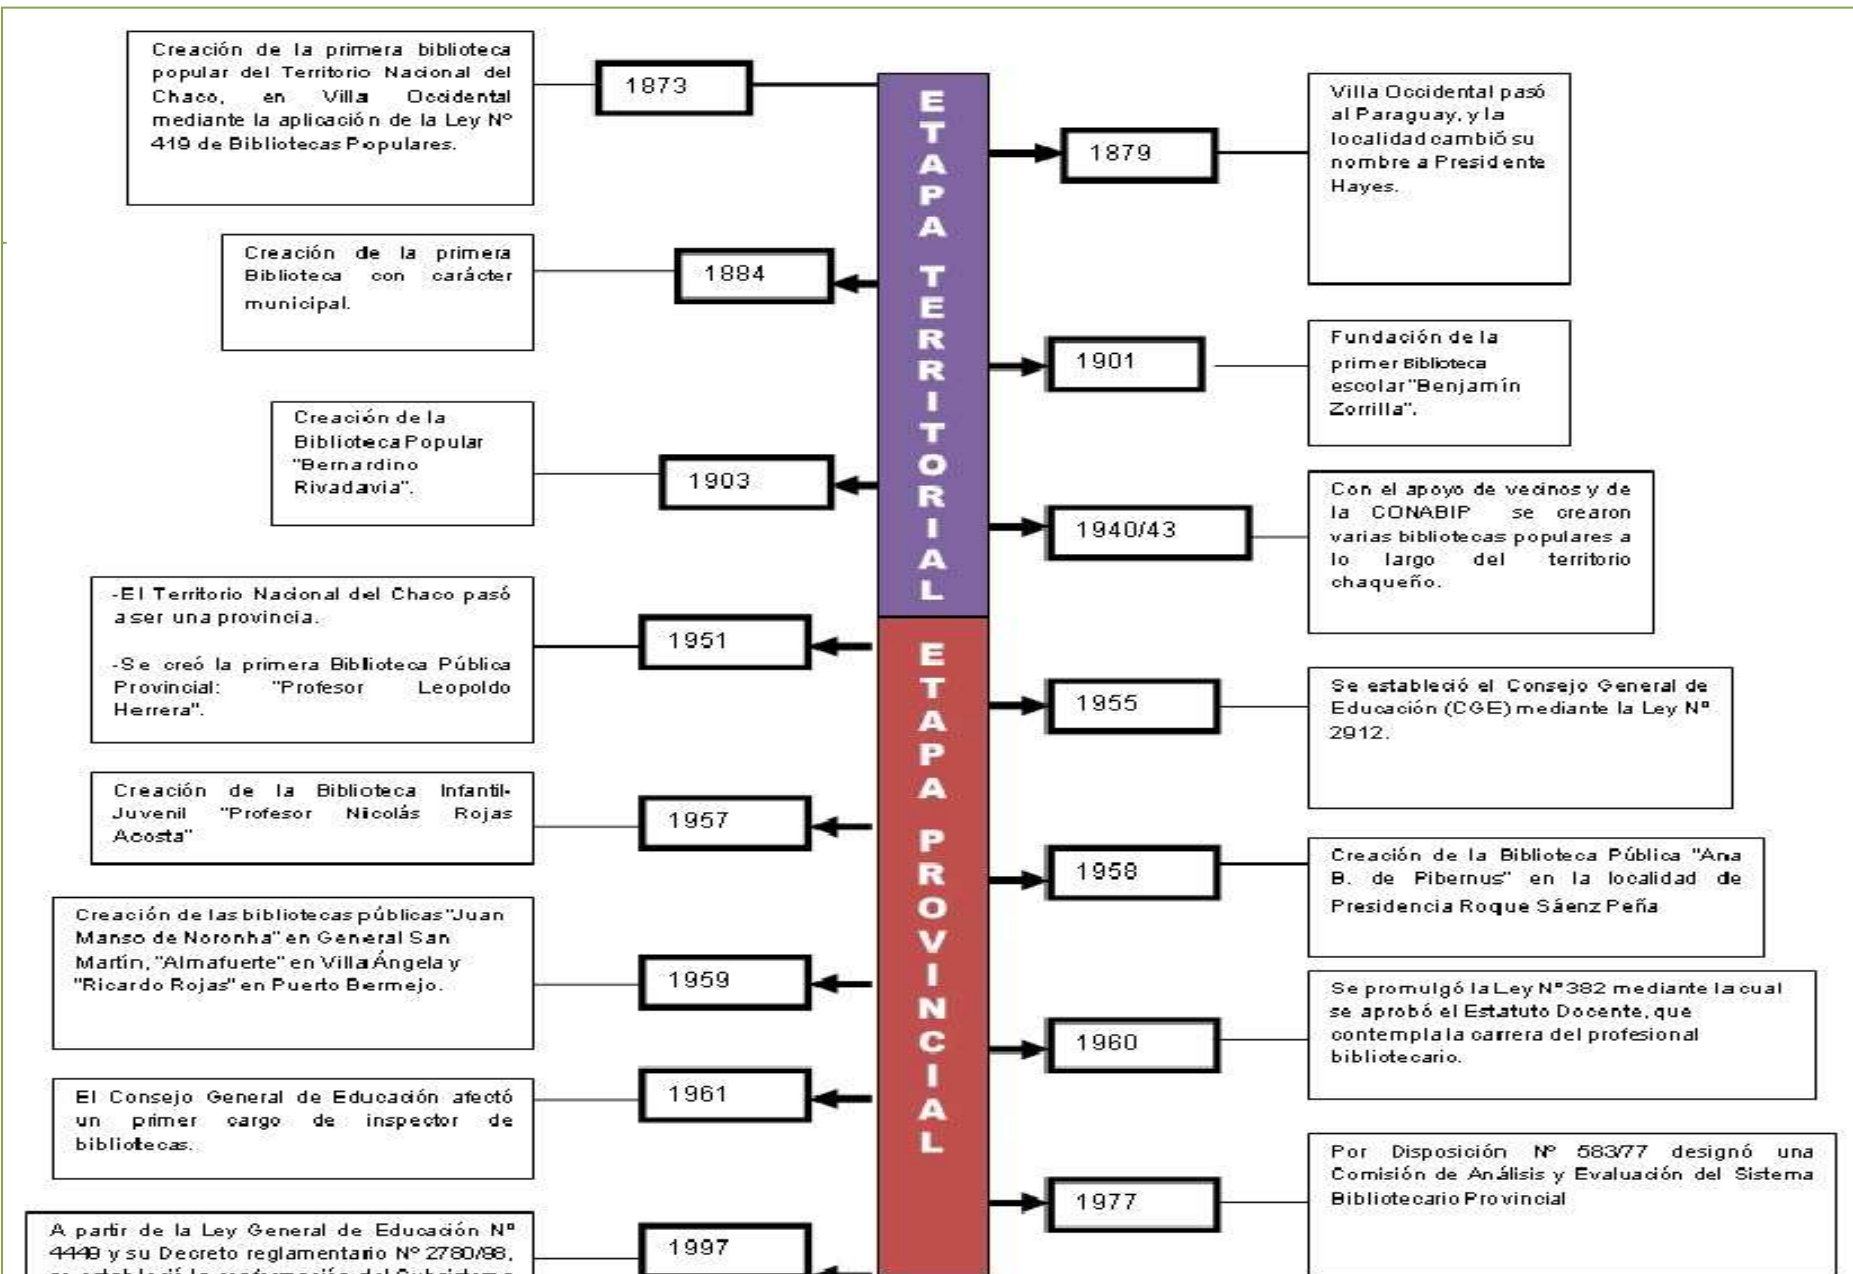 Creación de la primera biblioteca
popular del Territorio Nacional del
Chaco, en Villa Occidental
mediante la aplicación de la Ley Nº
419 de Bibliotecas Populares.
1873
ETAPA TERRITORIAL
1879
Villa Occidental pasó
al Paraguay, y la
localidad cambió su
nombre a Presidente
Hayes.
Creación de la primera
Biblioteca con carácter
municipal.
1884
1901
Fundación de la
primer Biblioteca
escolar "Benjamín
Zorrilla".
Creación de la
Biblioteca Popular
"Bernardino
Rivadavia".
1903
1940/43
Con el apoyo de vecinos y de
la CONABIP se crearon
varias bibliotecas populares a
lo largo del territorio
chaqueño.
-El Territorio Nacional del Chaco pasó
a ser una provincia.
-Se creó la primera Biblioteca Pública
Provincial: "Profesor Leopoldo
Herrera".
1951
ETAPA PROVINCIAL
1955
Se estableció el Consejo General de
Educación (CGE) mediante la Ley Nº
2912.
Creación de la Biblioteca Infantil-
Juvenil "Profesor Nicolás Rojas
Acosta"
1957
1958
Creación de la Biblioteca Pública "Ana
B. de Pibernus" en la localidad de
Presidencia Roque Sáenz Peña
Creación de las bibliotecas públicas "Juan
Manso de Noronha" en General San
Martín, "Almafuerte" en Villa Ángela y
"Ricardo Rojas" en Puerto Bermejo.
1959
1960
Se promulgó la Ley Nº 382 mediante la cual
se aprobó el Estatuto Docente, que
contempla la carrera del profesional
bibliotecario.
El Consejo General de Educación afectó
un primer cargo de inspector de
bibliotecas.
1961
1977
Por Disposición Nº 583/77 designó una
Comisión de Análisis y Evaluación del Sistema
Bibliotecario Provincial
A partir de la Ley General de Educación Nº
4449 y su Decreto reglamentario Nº 2780/98,
se estableció la conformación del Subsistema
1997